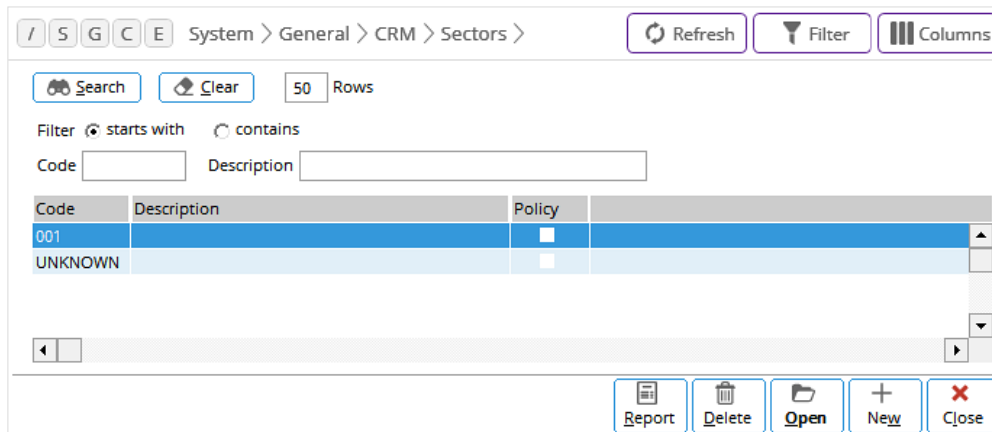 / S G C E System > General > CRM > Sectors > Refresh Filter Columns
Search Clear 50 Rows
Filter starts with contains
Code Description
Code Description Policy
001
UNKNOWN
Report Delete Open New Close